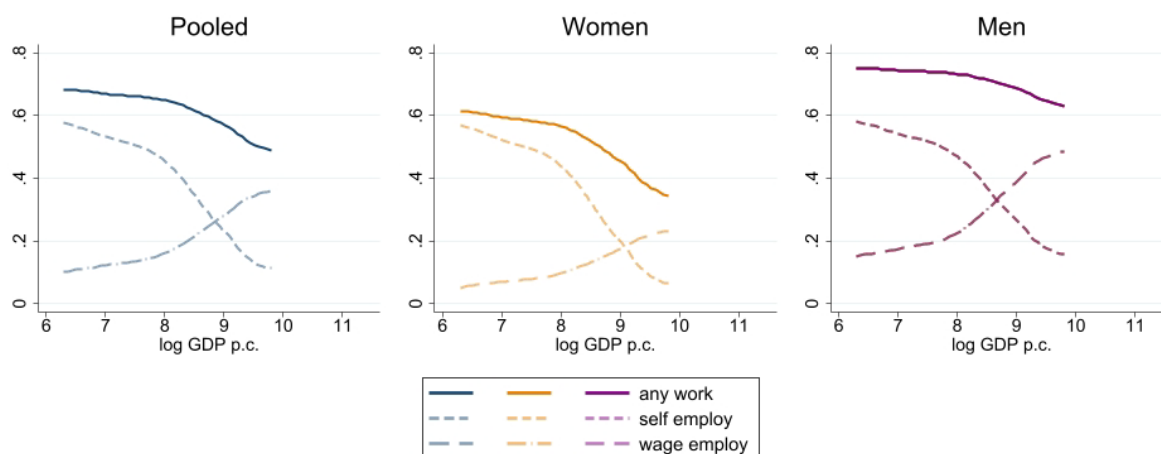 Pooled
.8
.6
.4
.2
0
6 7 8 9 10 11
log GDP p.c.
Women
.8
.6
.4
.2
0
6 7 8 9 10 11
log GDP p.c.
Men
.8
.6
.4
.2
0
6 7 8 9 10 11
log GDP p.c.
any work
self employ
wage employ